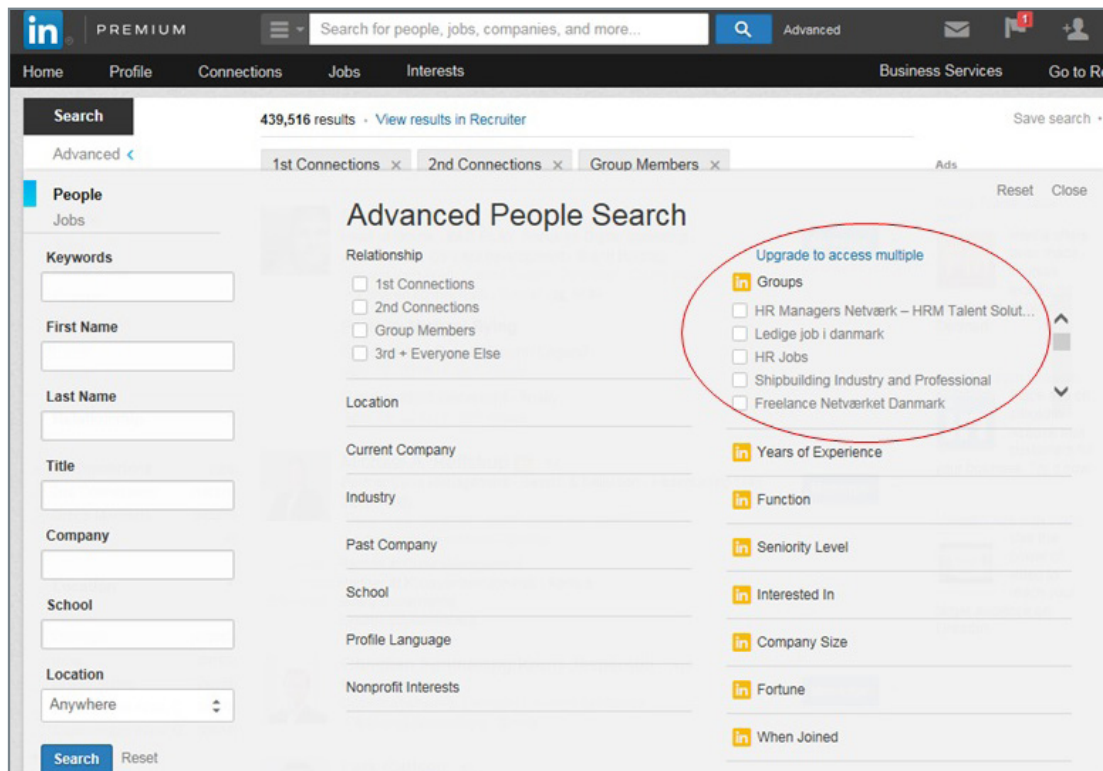 in PREMIUM Search for people, jobs, companies, and more... Advanced 1
Home Profile Connections Jobs Interests Business Services Go to R
Search
439,516 results · View results in Recruiter
Save search
Advanced <
1st Connections × 2nd Connections × Group Members ×
Ads
Reset Close
People
Jobs
Keywords
First Name
Last Name
Title
Company
School
Location
Anywhere
Search Reset
Advanced People Search
Relationship
1st Connections
2nd Connections
Group Members
3rd + Everyone Else
Location
Current Company
Industry
Past Company
School
Profile Language
Nonprofit Interests
Upgrade to access multiple
in Groups
HR Managers Netværk – HRM Talent Solut...
Ledige job i danmark
HR Jobs
Shipbuilding Industry and Professional
Freelance Netværket Danmark
in Years of Experience
in Function
in Seniority Level
in Interested In
in Company Size
in Fortune
in When Joined